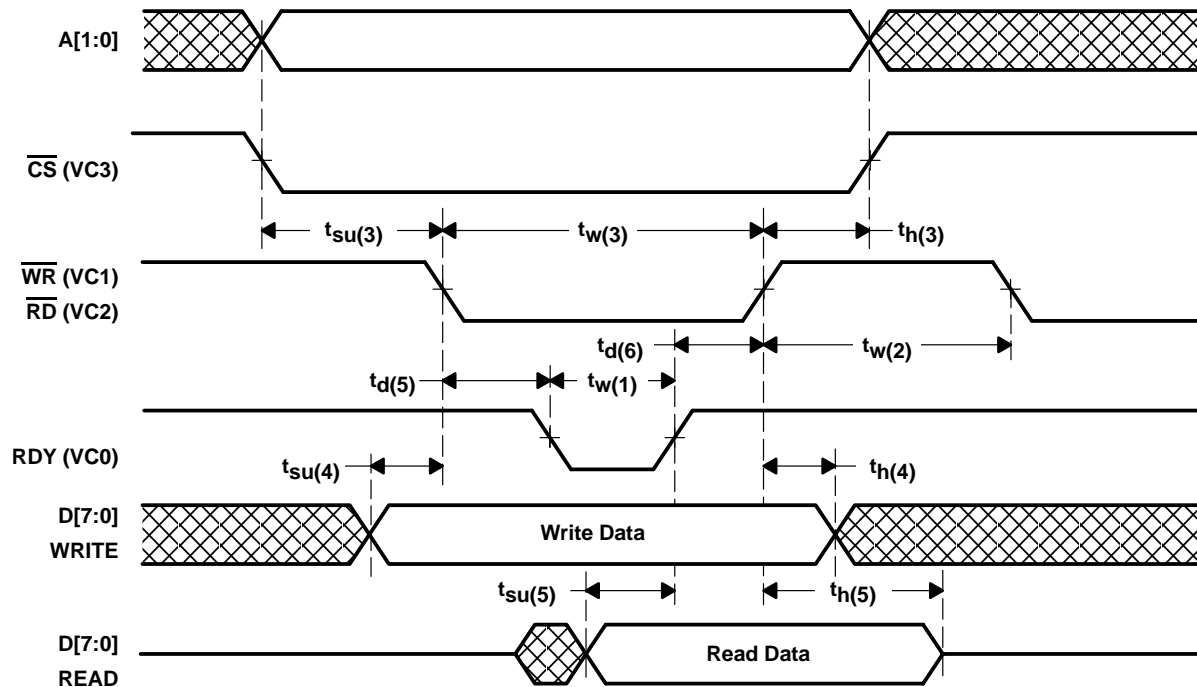 A[1:0]
CS (VC3)
tsu(3)
tw(3)
th(3)
WR (VC1)
RD (VC2)
td(6)
tw(2)
td(5)
tw(1)
RDY (VC0)
tsu(4)
th(4)
D[7:0]
WRITE
Write Data
tsu(5)
th(5)
D[7:0]
READ
Read Data